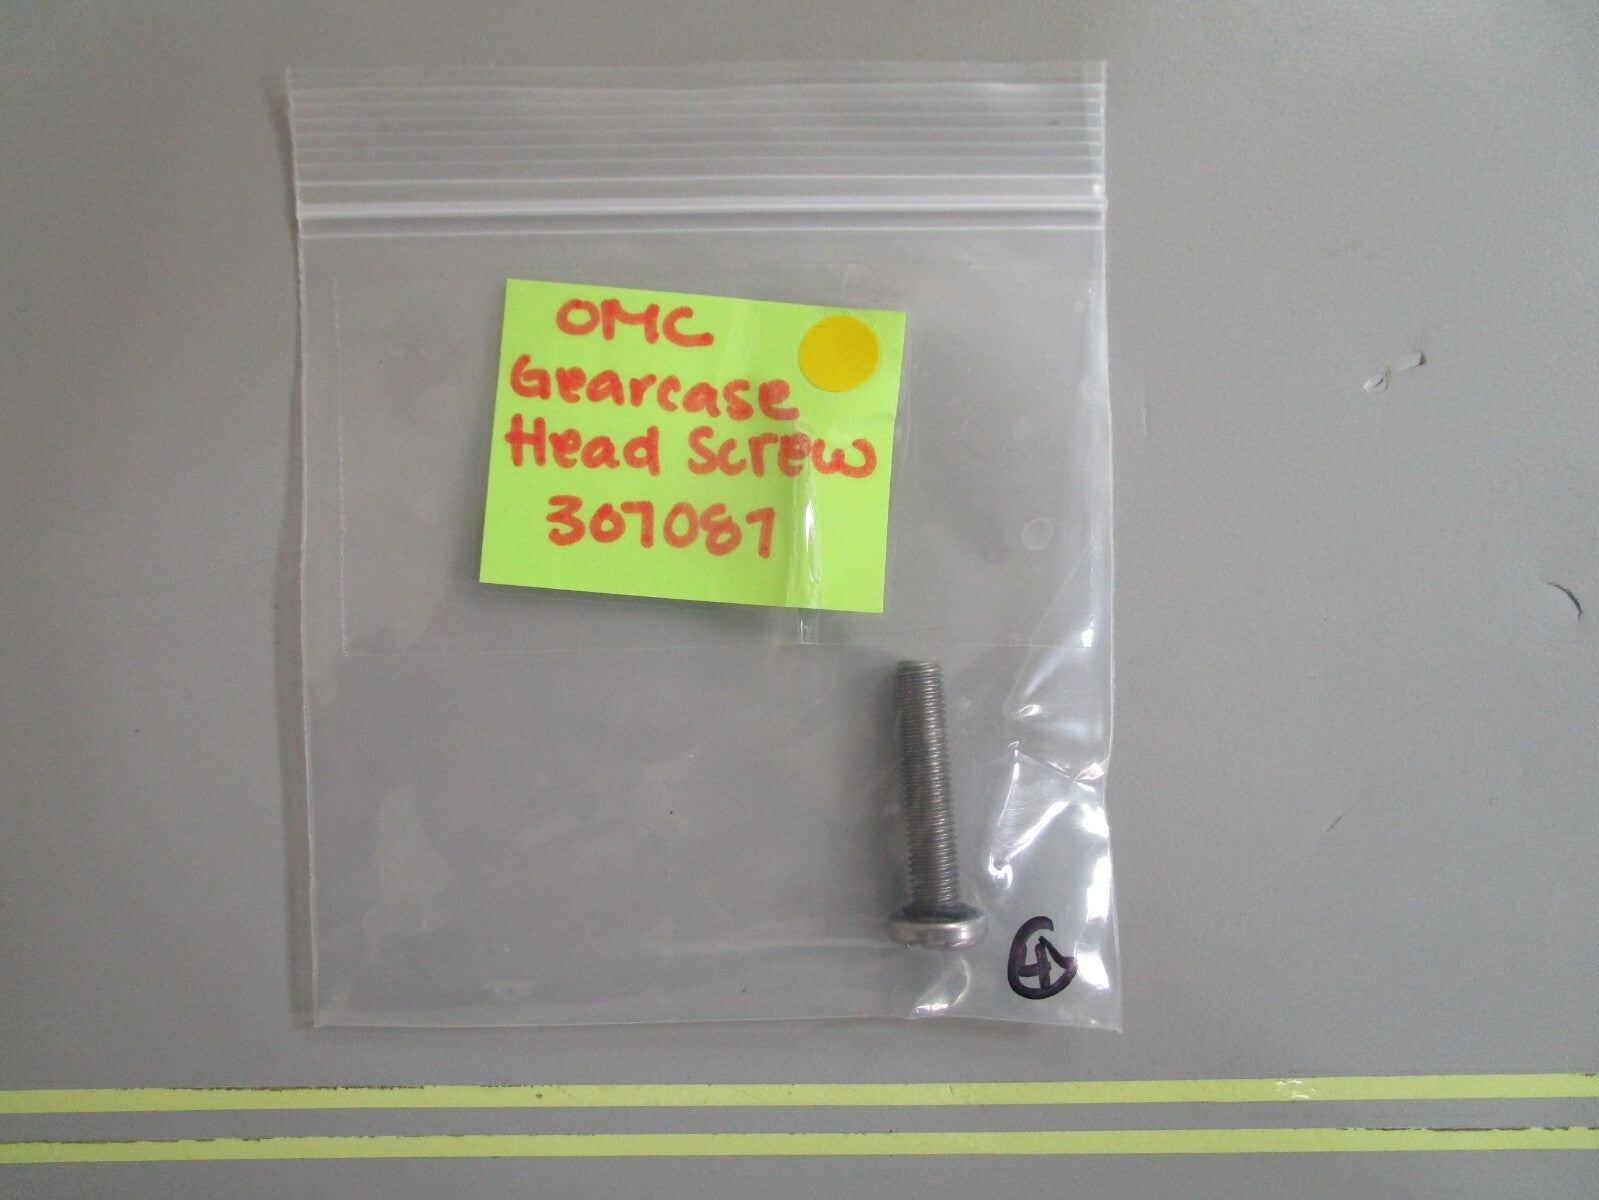 OMC
Gearcase
Head Screw
307087